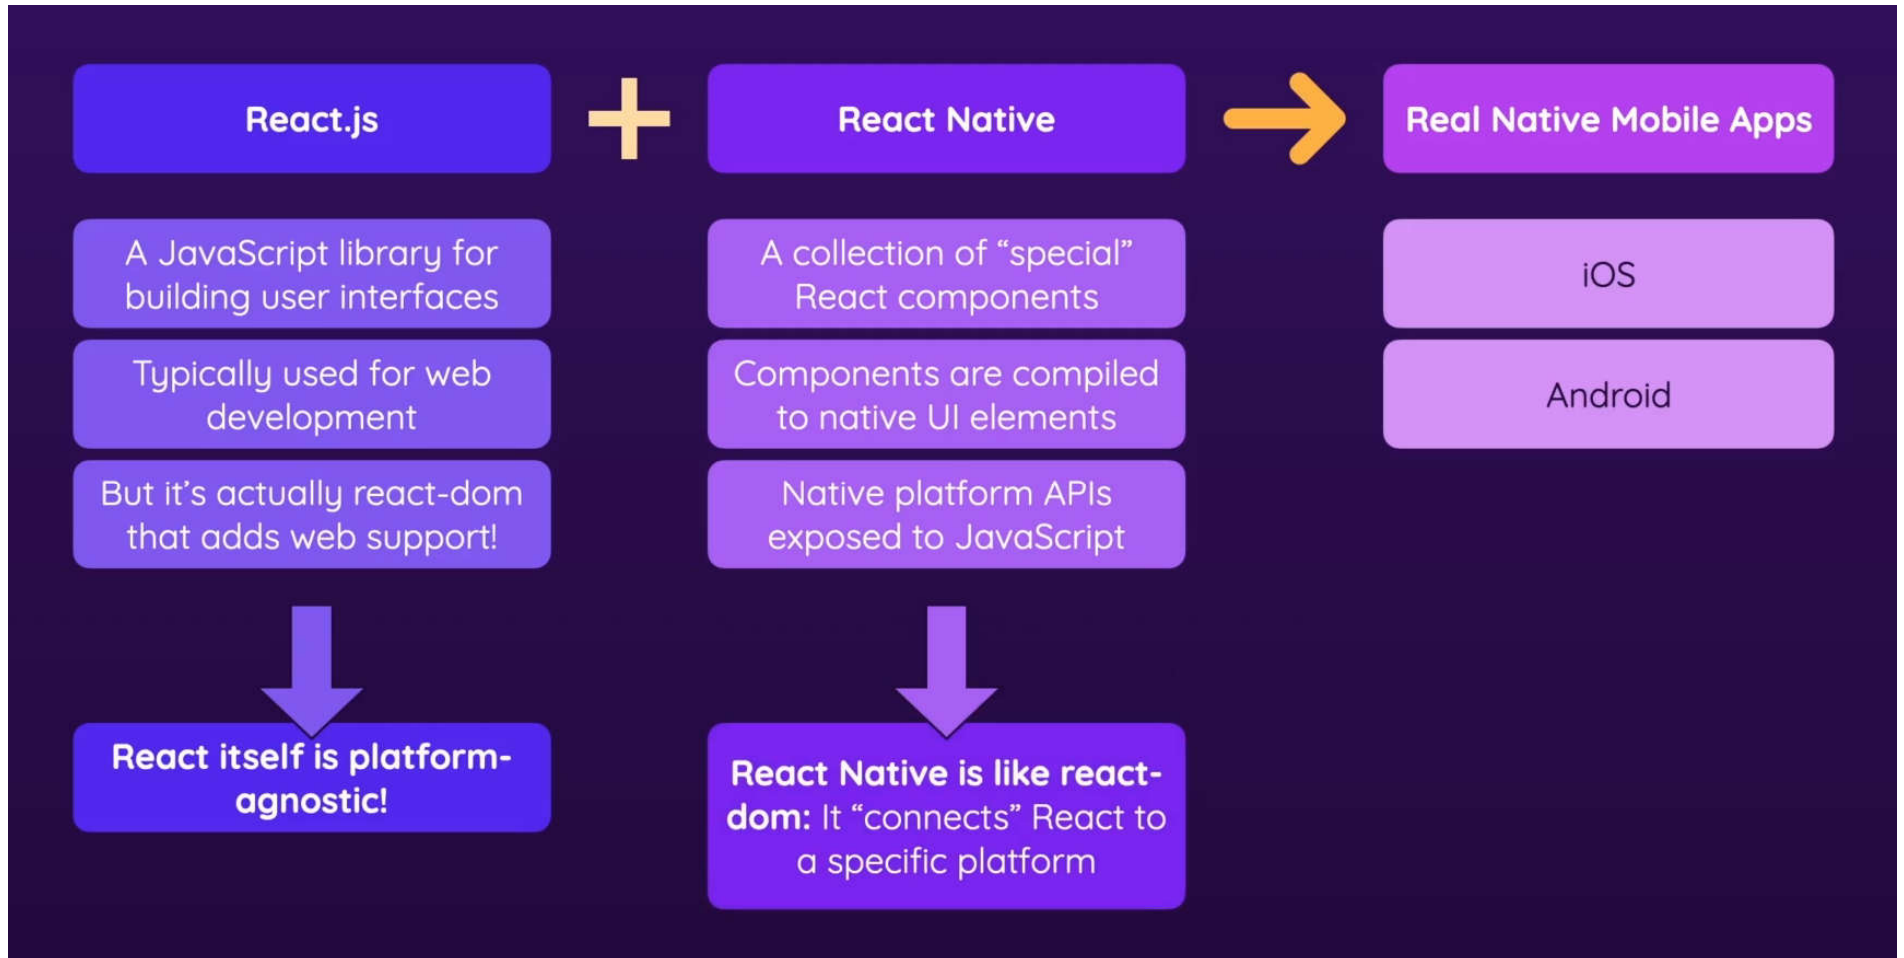 React.js
A JavaScript library for
building user interfaces
Typically used for web
development
But it’s actually react-dom
that adds web support!
React itself is platform-
agnostic!
React Native
A collection of “special”
React components
Components are compiled
to native UI elements
Native platform APIs
exposed to JavaScript
React Native is like react-
dom: It “connects” React to
a specific platform
Real Native Mobile Apps
iOS
Android